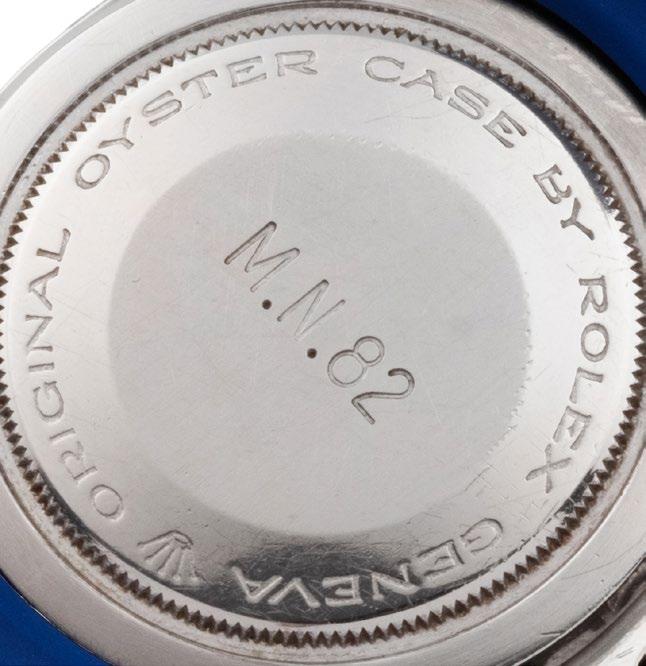 ORIGINAL OYSTER CASE BY ROLEX GENEVA
M.N.82